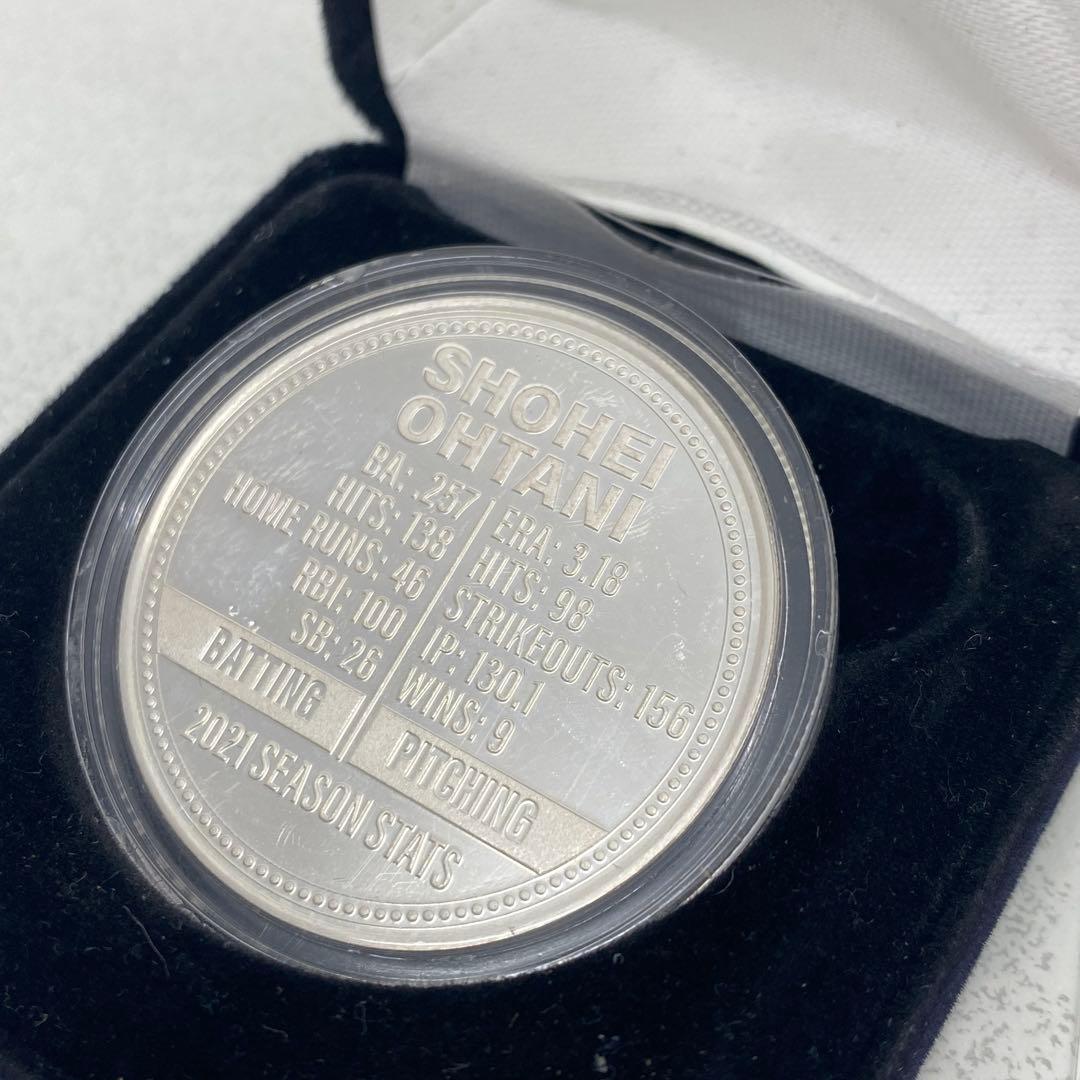 SHOHEI
OHTANI
BA: .257
HITS: 138
HOME RUNS: 46
RBI: 100
SB: 26
BATTING
ERA: 3.18
HITS: 98
STRIKEOUTS: 156
IP: 130.1
WINS: 9
PITCHING
2021 SEASON STATS